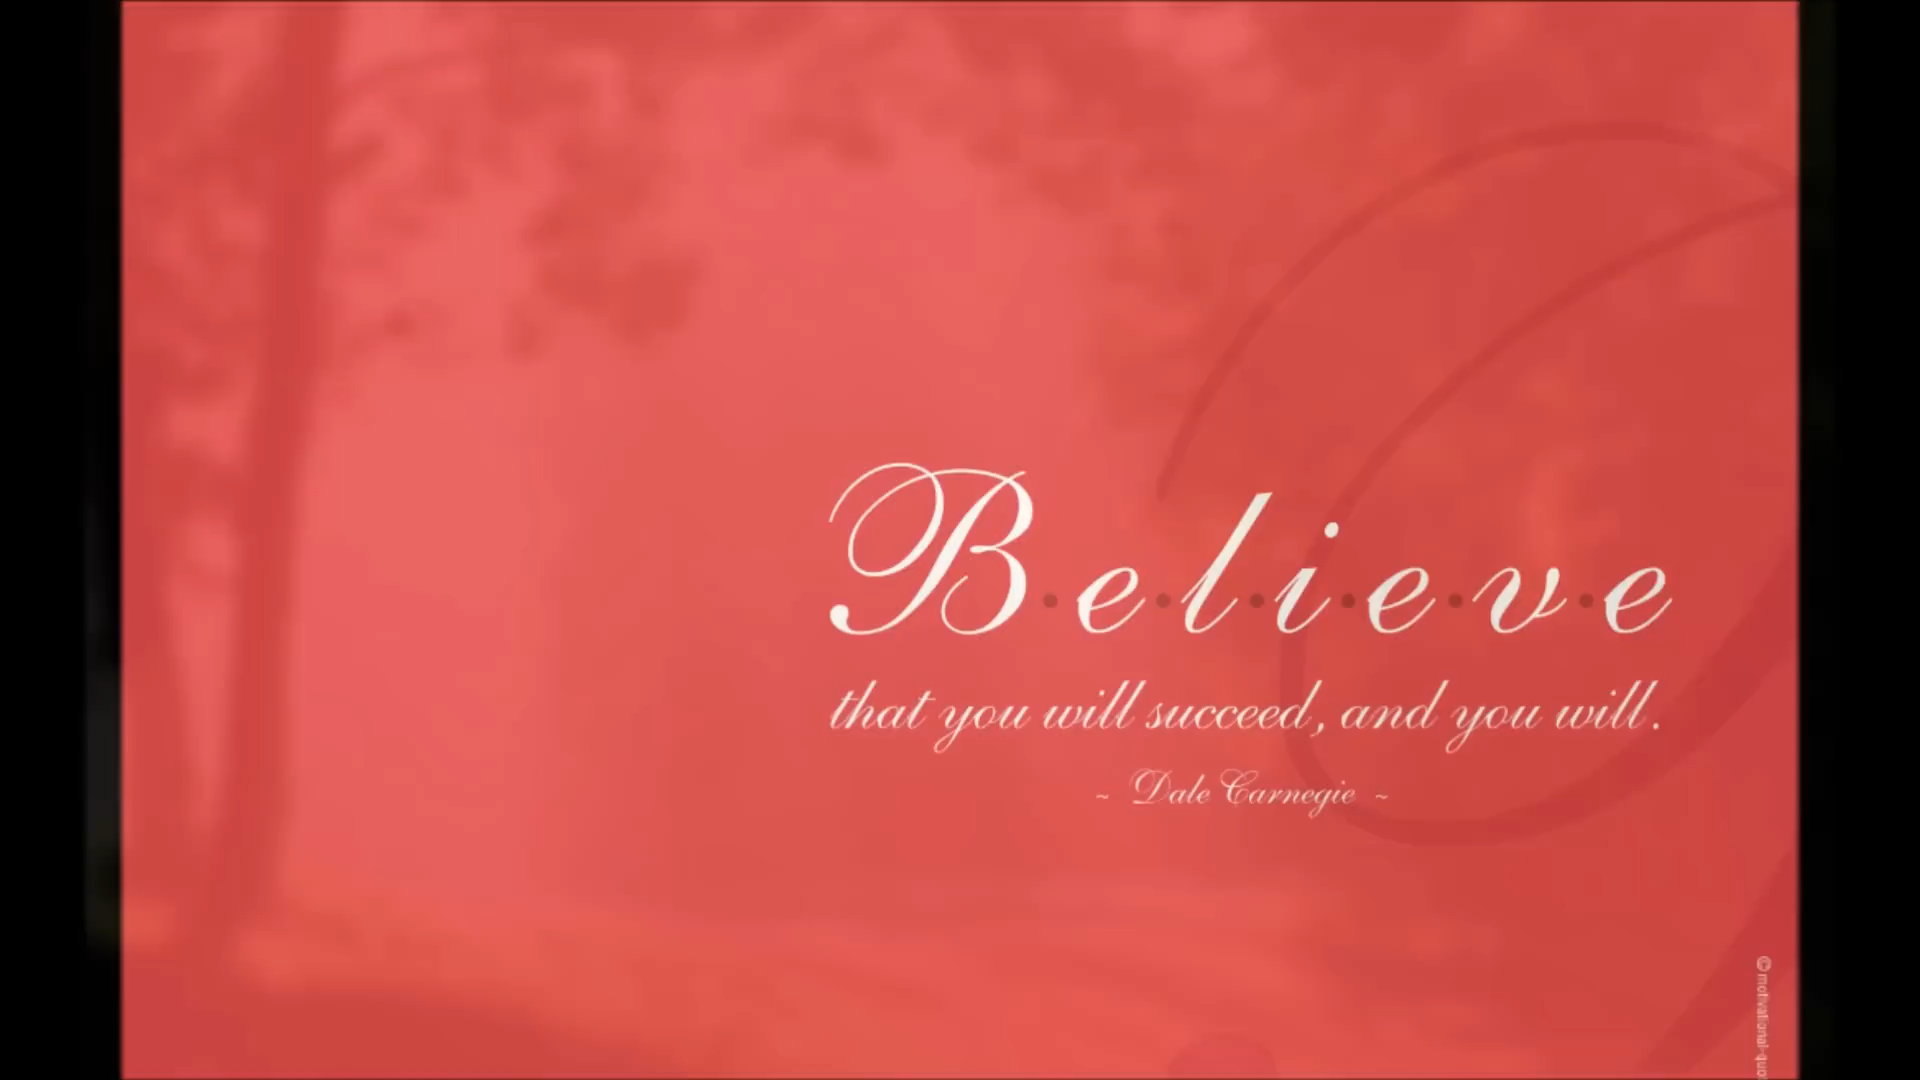 B·e·l·i·e·v·e
that you will succeed, and you will.
~ Dale Carnegie ~